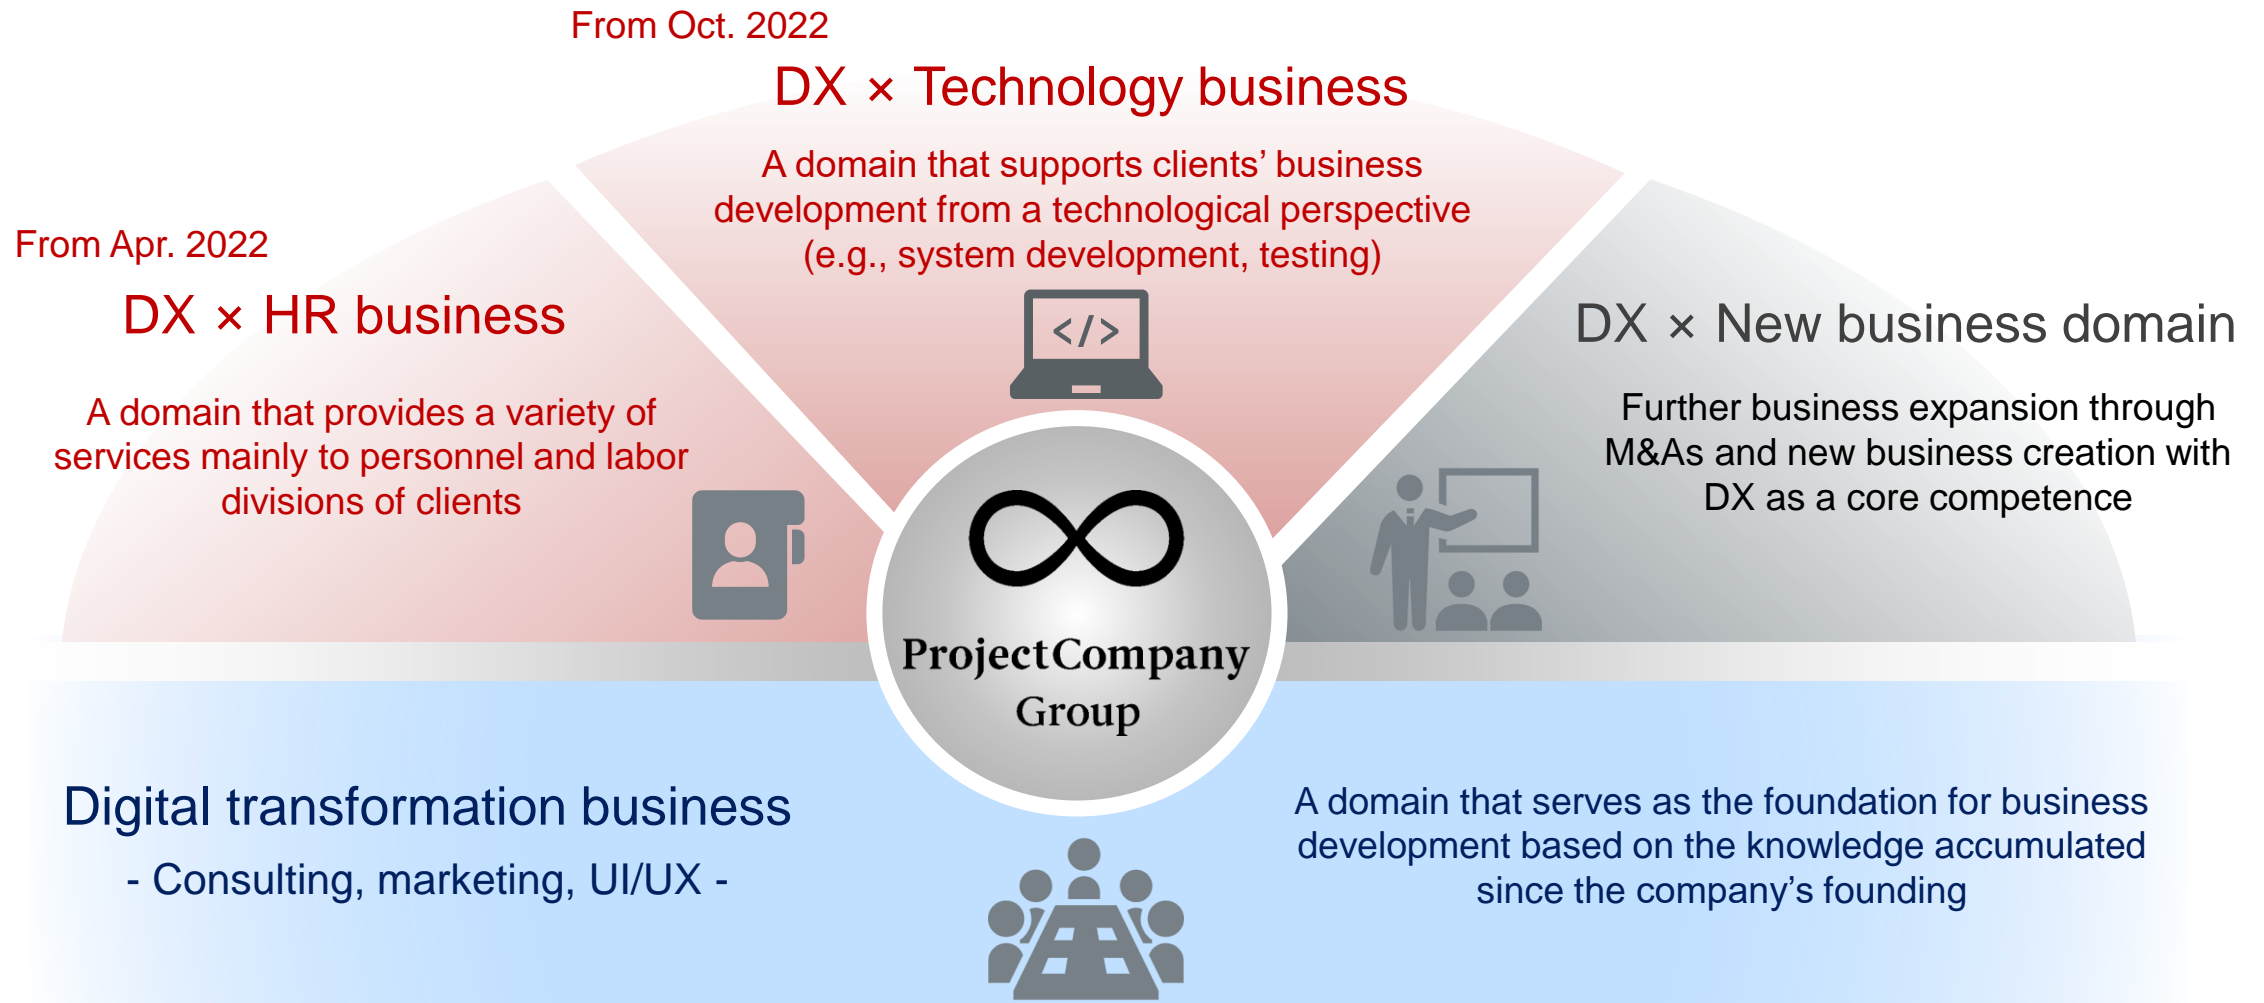 From Oct. 2022
DX × Technology business
A domain that supports clients’ business
development from a technological perspective
(e.g., system development, testing)
From Apr. 2022
DX × HR business
A domain that provides a variety of
services mainly to personnel and labor
divisions of clients
</>
DX × New business domain
Further business expansion through
M&As and new business creation with
DX as a core competence
ProjectCompany
Group
Digital transformation business
- Consulting, marketing, UI/UX -
A domain that serves as the foundation for business
development based on the knowledge accumulated
since the company’s founding